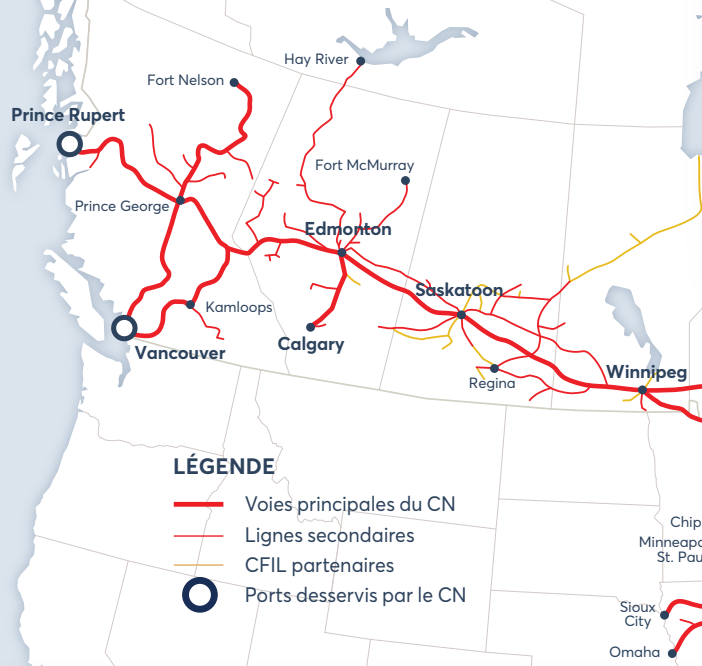 Hay River
Fort Nelson
Prince Rupert
Fort McMurray
Prince George
Edmonton
Saskatoon
Kamloops
Vancouver
Calgary
Winnipeg
Regina
LÉGENDE
Voies principales du CN
Lignes secondaires
CFIL partenaires
Ports desservis par le CN
Chip
Minneapo
St. Pau
Sioux
City
Omaha